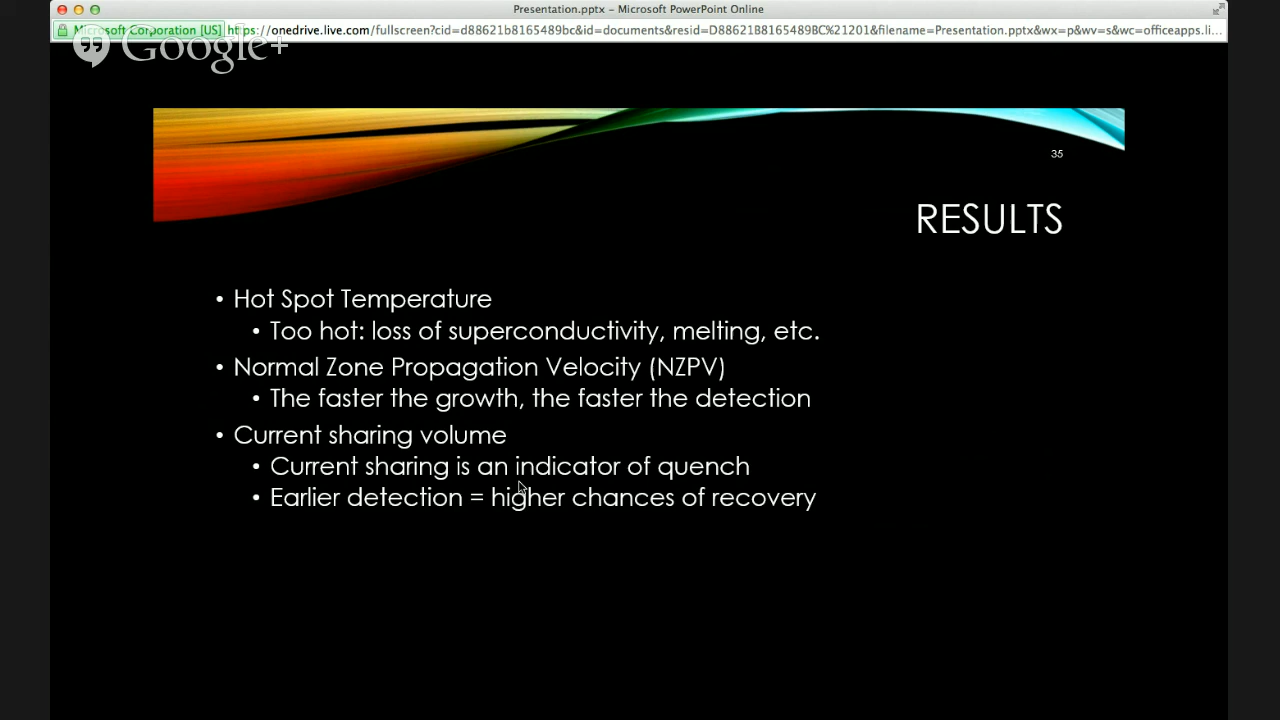 Presentation.pptx - Microsoft PowerPoint Online
Microsoft Corporation [US] https://onedrive.live.com/fullscreen?cid=d88621b8165489bc&id=documents&resid=D88621B8165489BC%21201&filename=Presentation.pptx&wx=p&wv=s&wc=officeapps.li...
Google+
35
RESULTS
• Hot Spot Temperature
• Too hot: loss of superconductivity, melting, etc.
• Normal Zone Propagation Velocity (NZPV)
• The faster the growth, the faster the detection
• Current sharing volume
• Current sharing is an indicator of quench
• Earlier detection = higher chances of recovery